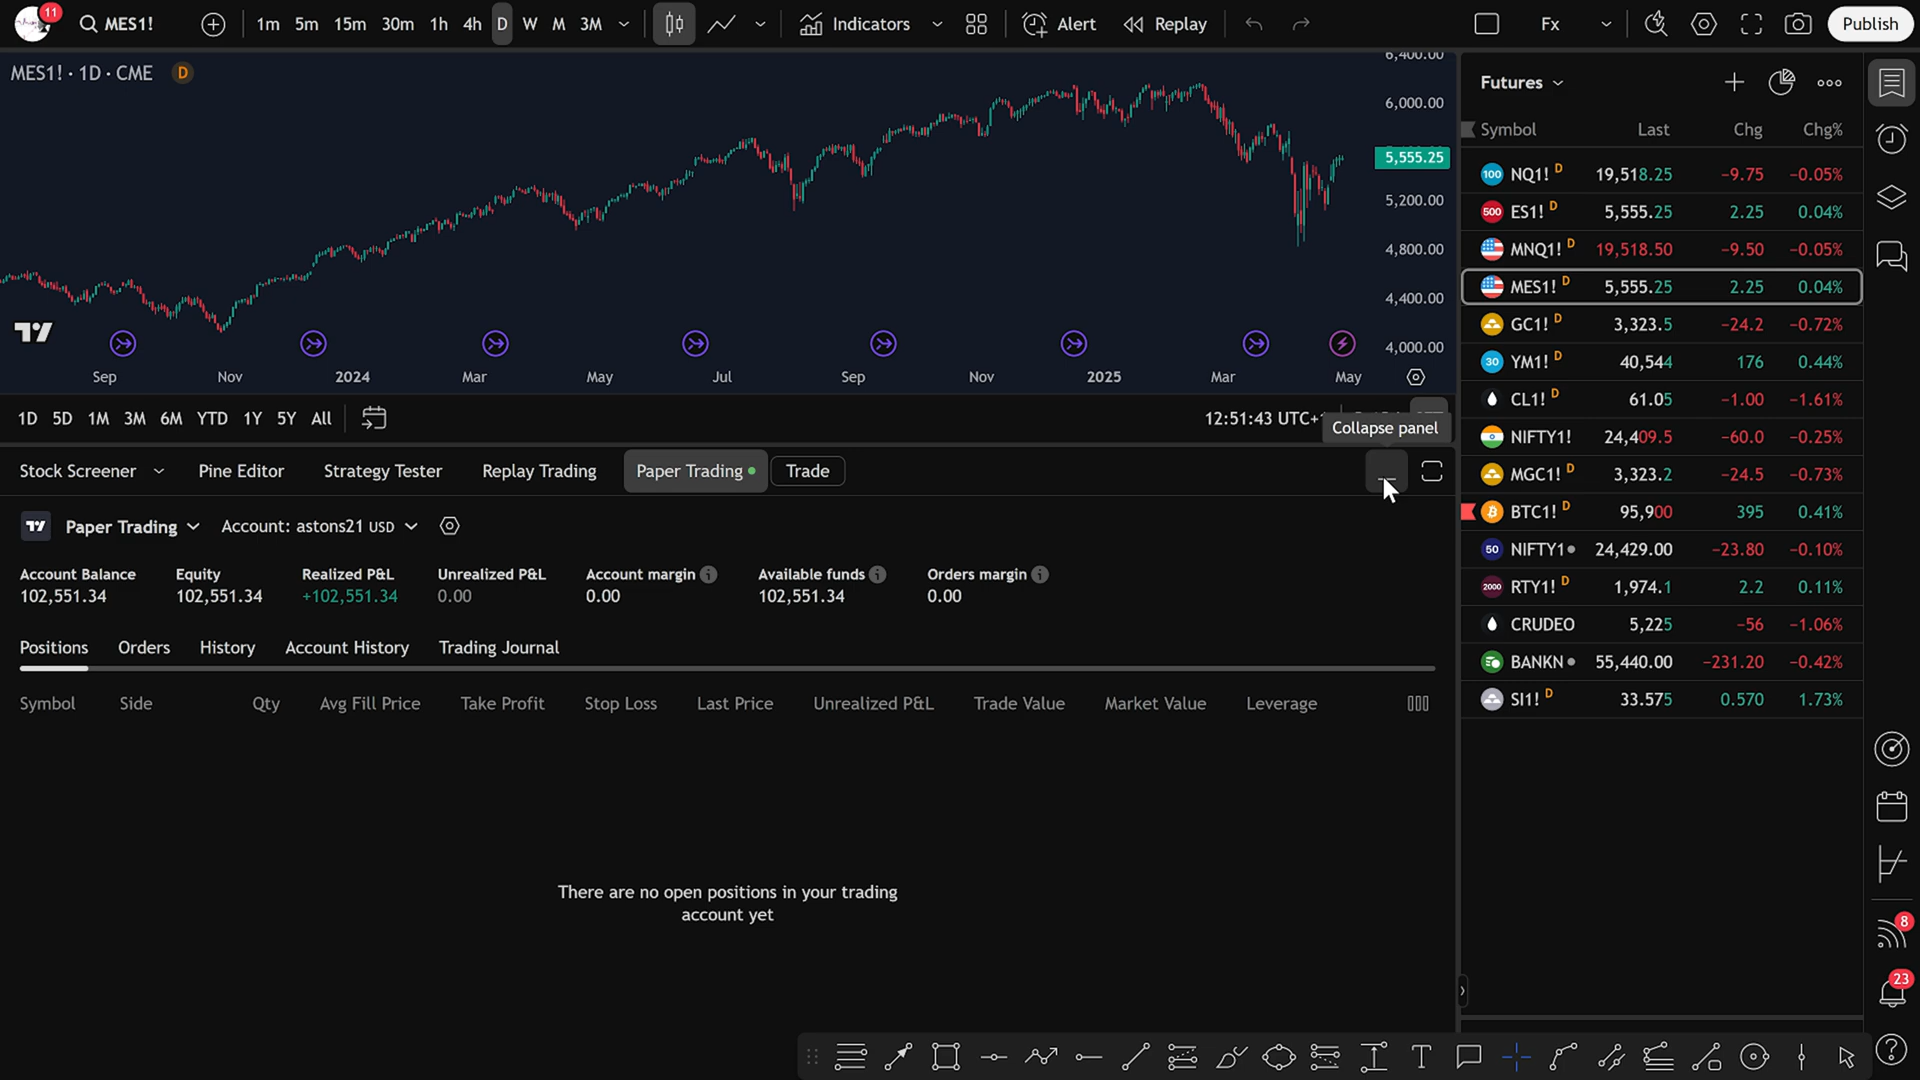 11
MES1!
1m 5m 15m 30m 1h 4h D W M 3M
Indicators
Alert
Replay
Fx
Publish
MES1! · 1D · CME D
6,400.00
6,000.00
5,555.25
5,200.00
4,800.00
4,400.00
4,000.00
Sep Nov 2024 Mar May Jul Sep Nov 2025 Mar May
1D 5D 1M 3M 6M YTD 1Y 5Y All
12:51:43 UTC+
Collapse panel
Stock Screener Pine Editor Strategy Tester Replay Trading Paper Trading Trade
Paper Trading Account: astons21 USD
Account Balance Equity Realized P&L Unrealized P&L Account margin Available funds Orders margin
102,551.34 102,551.34 +102,551.34 0.00 0.00 102,551.34 0.00
Positions Orders History Account History Trading Journal
Symbol Side Qty Avg Fill Price Take Profit Stop Loss Last Price Unrealized P&L Trade Value Market Value Leverage
There are no open positions in your trading
account yet
Futures
Symbol Last Chg Chg%
100 NQ1! D 19,518.25 −9.75 −0.05%
500 ES1! D 5,555.25 2.25 0.04%
MNQ1! D 19,518.50 −9.50 −0.05%
MES1! D 5,555.25 2.25 0.04%
GC1! D 3,323.5 −24.2 −0.72%
30 YM1! D 40,544 176 0.44%
CL1! D 61.05 −1.00 −1.61%
NIFTY1! 24,409.5 −60.0 −0.25%
MGC1! D 3,323.2 −24.5 −0.73%
BTC1! D 95,900 395 0.41%
50 NIFTY1 24,429.00 −23.80 −0.10%
2000 RTY1! D 1,974.1 2.2 0.11%
CRUDEO 5,225 −56 −1.06%
BANKN 55,440.00 −231.20 −0.42%
SI1! D 33.575 0.570 1.73%
8
23